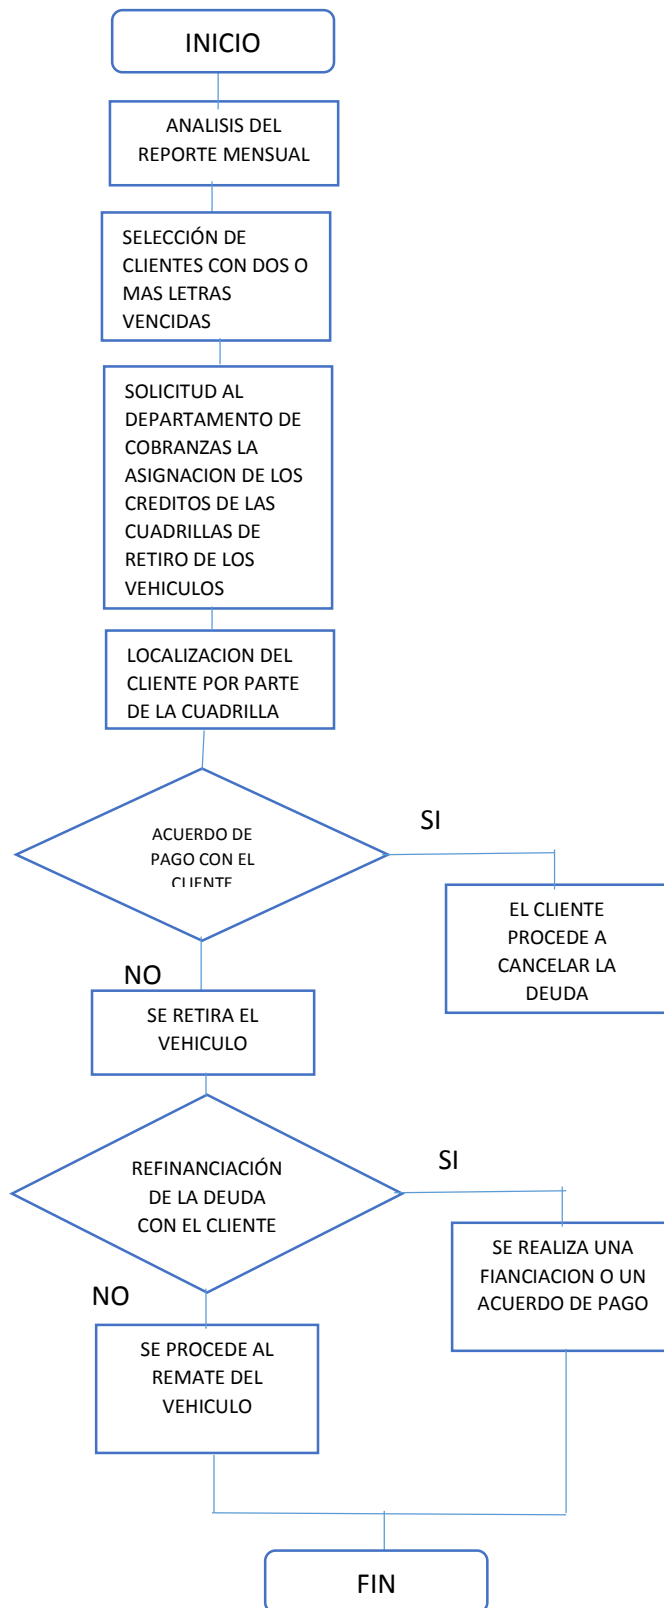 INICIO
ANALISIS DEL
REPORTE MENSUAL
SELECCIÓN DE
CLIENTES CON DOS O
MAS LETRAS
VENCIDAS
SOLICITUD AL
DEPARTAMENTO DE
COBRANZAS LA
ASIGNACION DE LOS
CREDITOS DE LAS
CUADRILLAS DE
RETIRO DE LOS
VEHICULOS
LOCALIZACION DEL
CLIENTE POR PARTE
DE LA CUADRILLA
ACUERDO DE
PAGO CON EL
CLIENTE
SI
EL CLIENTE
PROCEDE A
CANCELAR LA
DEUDA
NO
SE RETIRA EL
VEHICULO
REFINANCIACIÓN
DE LA DEUDA
CON EL CLIENTE
SI
SE REALIZA UNA
FIANCIACION O UN
ACUERDO DE PAGO
NO
SE PROCEDE AL
REMATE DEL
VEHICULO
FIN